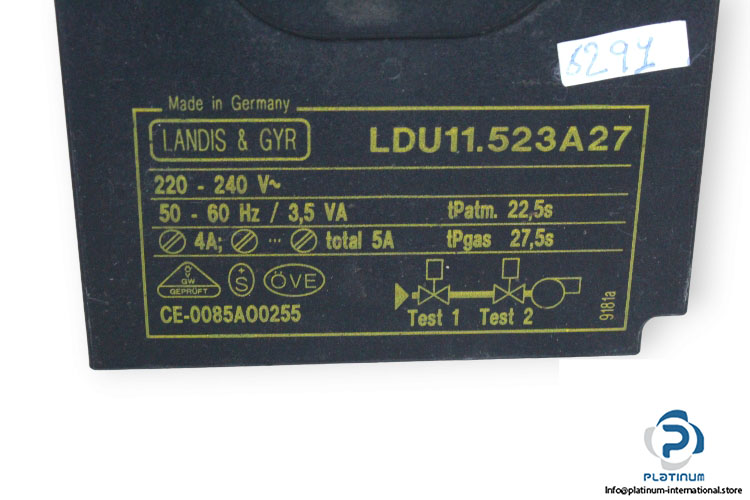 6291
Made in Germany
LANDIS & GYR
LDU11.523A27
220 - 240 V~
50 - 60 Hz / 3,5 VA
tPatm. 22,5s
4A; ... total 5A
tPgas 27,5s
GW
GEPRÜFT
+
S
ÖVE
CE-0085AO0255
Test 1 Test 2
9181a
P
PLATINUM
Info@platinum-international.store